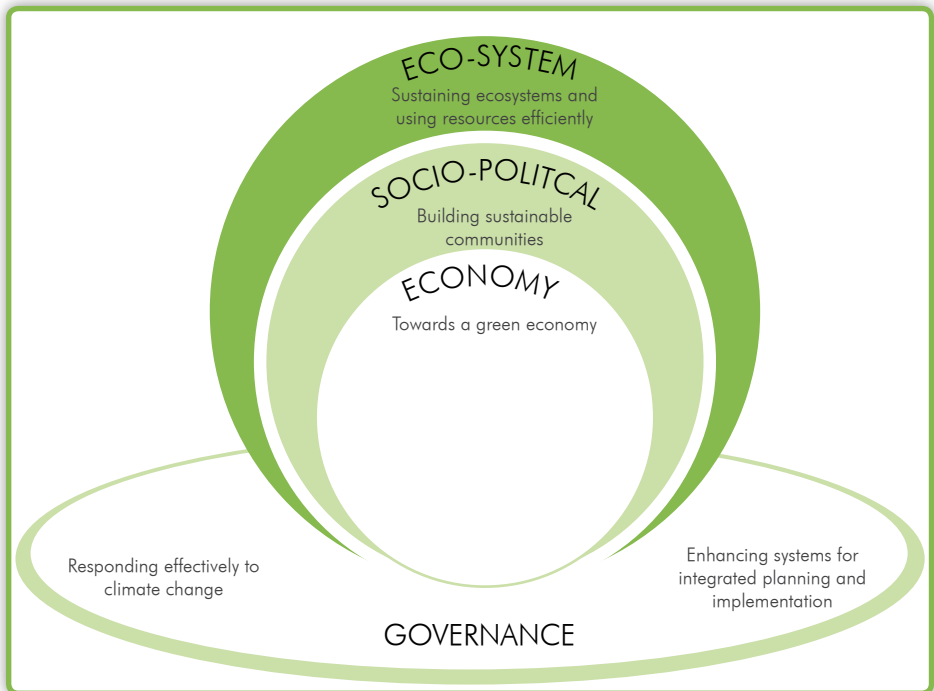 ECO-SYSTEM
Sustaining ecosystems and
using resources efficiently
SOCIO-POLITCAL
Building sustainable
communities
ECONOMY
Towards a green economy
Responding effectively to
climate change
Enhancing systems for
integrated planning and
implementation
GOVERNANCE